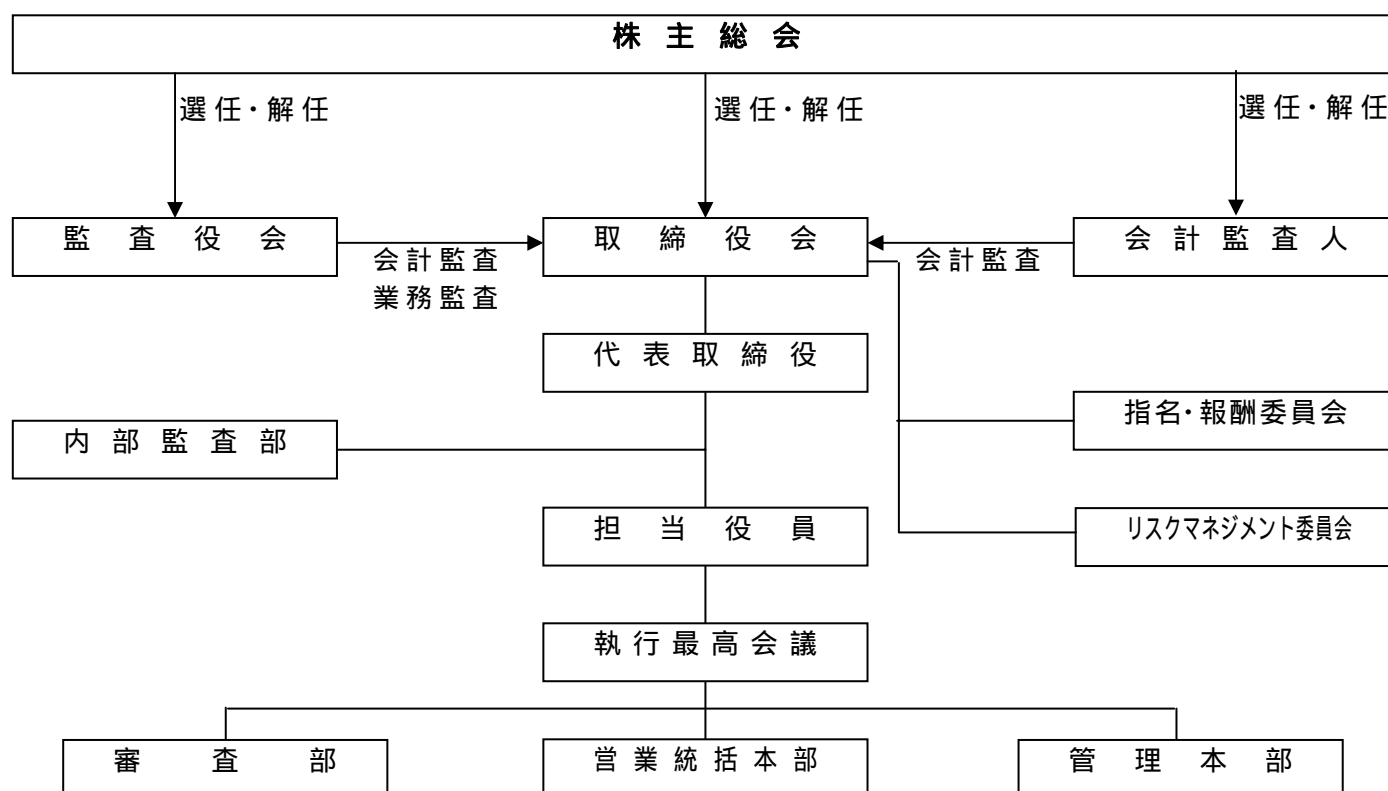 株主総会
選任・解任
選任・解任
選任・解任
監査役会
取締役会
会計監査人
会計監査
業務監査
会計監査
代表取締役
指名・報酬委員会
内部監査部
担当役員
リスクマネジメント委員会
執行最高会議
審査部
営業統括本部
管理本部